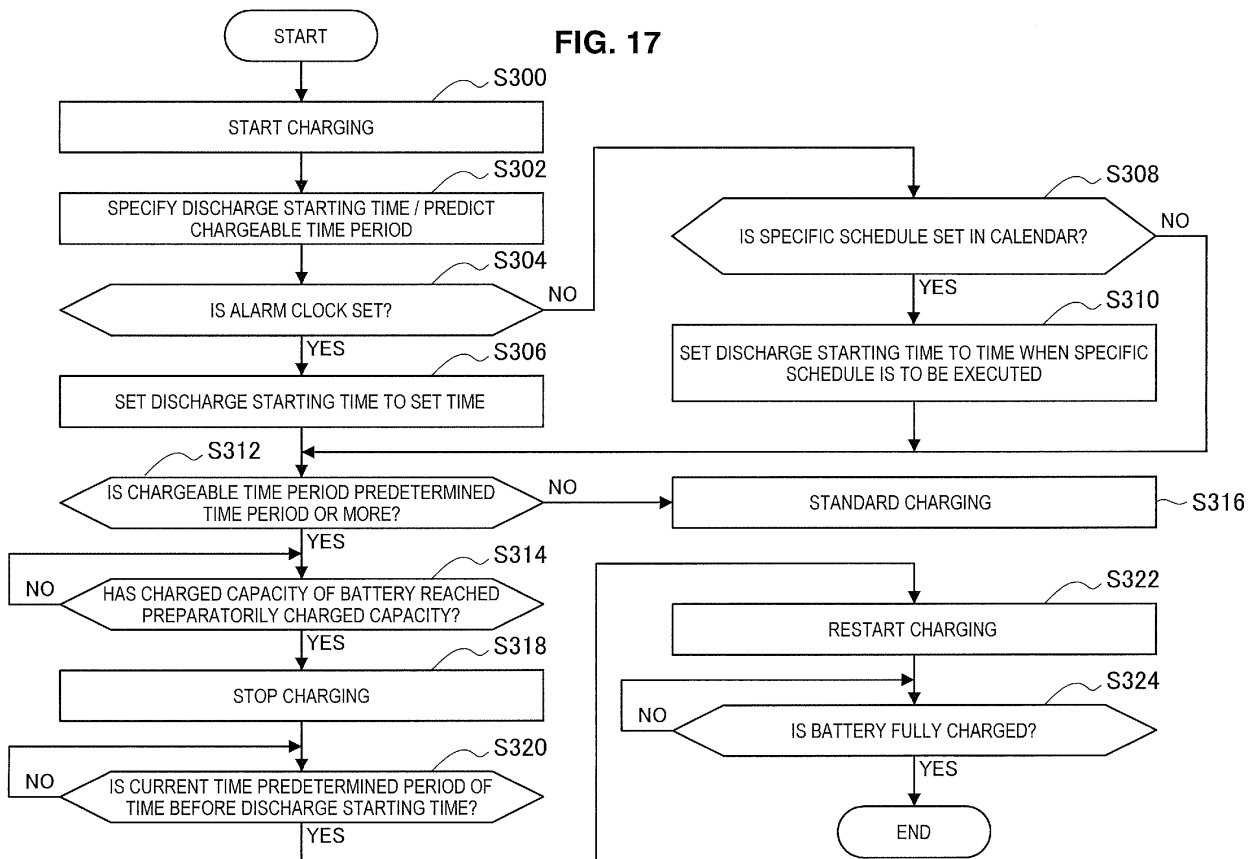 FIG. 17
START
S300
START CHARGING
S302
SPECIFY DISCHARGE STARTING TIME / PREDICT
CHARGEABLE TIME PERIOD
S304
IS ALARM CLOCK SET?
NO
YES
S306
SET DISCHARGE STARTING TIME TO SET TIME
S308
IS SPECIFIC SCHEDULE SET IN CALENDAR?
NO
YES
S310
SET DISCHARGE STARTING TIME TO TIME WHEN SPECIFIC
SCHEDULE IS TO BE EXECUTED
S312
IS CHARGEABLE TIME PERIOD PREDETERMINED
TIME PERIOD OR MORE?
NO
YES
STANDARD CHARGING
S316
S314
NO
HAS CHARGED CAPACITY OF BATTERY REACHED
PREPARATORILY CHARGED CAPACITY?
YES
S318
STOP CHARGING
S320
NO
IS CURRENT TIME PREDETERMINED PERIOD OF
TIME BEFORE DISCHARGE STARTING TIME?
YES
S322
RESTART CHARGING
S324
NO
IS BATTERY FULLY CHARGED?
YES
END